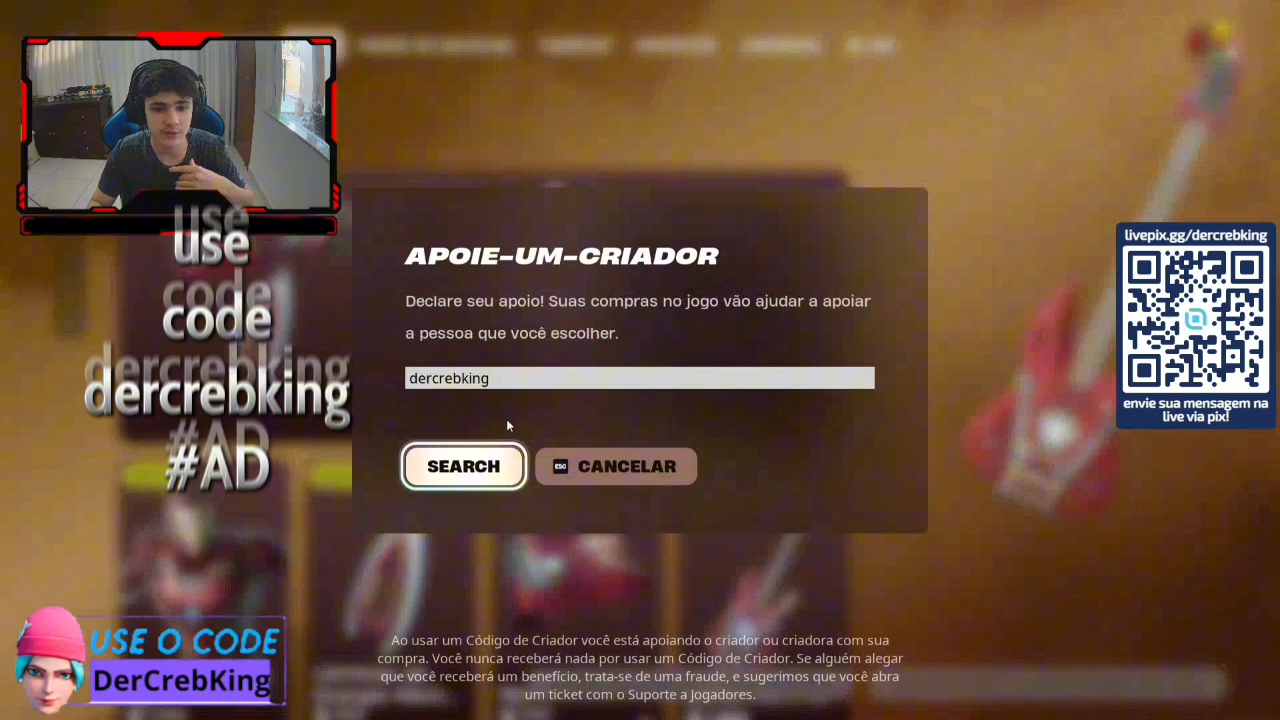 use
code
dercrebking
#AD
APOIE-UM-CRIADOR
Declare seu apoio! Suas compras no jogo vão ajudar a apoiar
a pessoa que você escolher.
dercrebking
SEARCH
ESC CANCELAR
livepix.gg/dercrebking
envie sua mensagem na
live via pix!
USE O CODE
DerCrebKing
Ao usar um Código de Criador você está apoiando o criador ou criadora com sua
compra. Você nunca receberá nada por usar um Código de Criador. Se alguém alegar
que você receberá um benefício, trata-se de uma fraude, e sugerimos que você abra
um ticket com o Suporte a Jogadores.